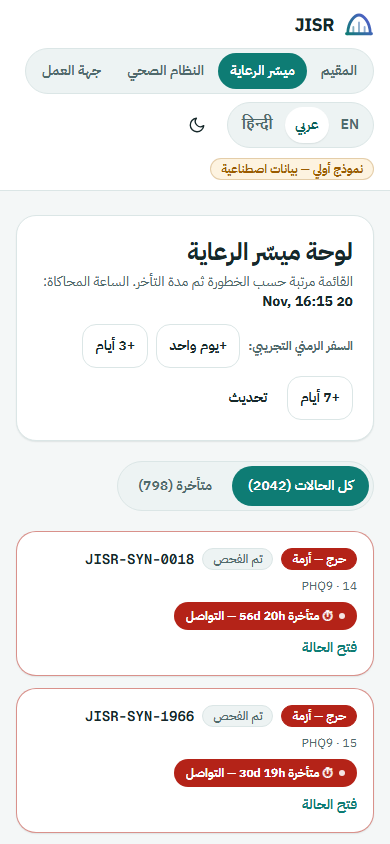 JISR
المقيم ميسّر الرعاية النظام الصحي جهة العمل
EN عربي हिन्दी
نموذج أولي — بيانات اصطناعية
لوحة ميسّر الرعاية
القائمة مرتبة حسب الخطورة ثم مدة التأخر. الساعة المحاكاة:
20 Nov, 16:15
السفر الزمني التجريبي: +يوم واحد +3 أيام
+7 أيام تحديث
كل الحالات (2042) متأخرة (798)
حرج — أزمة تم الفحص JISR-SYN-0018
PHQ9 · 14
متأخرة 56d 20h — التواصل
فتح الحالة
حرج — أزمة تم الفحص JISR-SYN-1966
PHQ9 · 15
متأخرة 30d 19h — التواصل
فتح الحالة